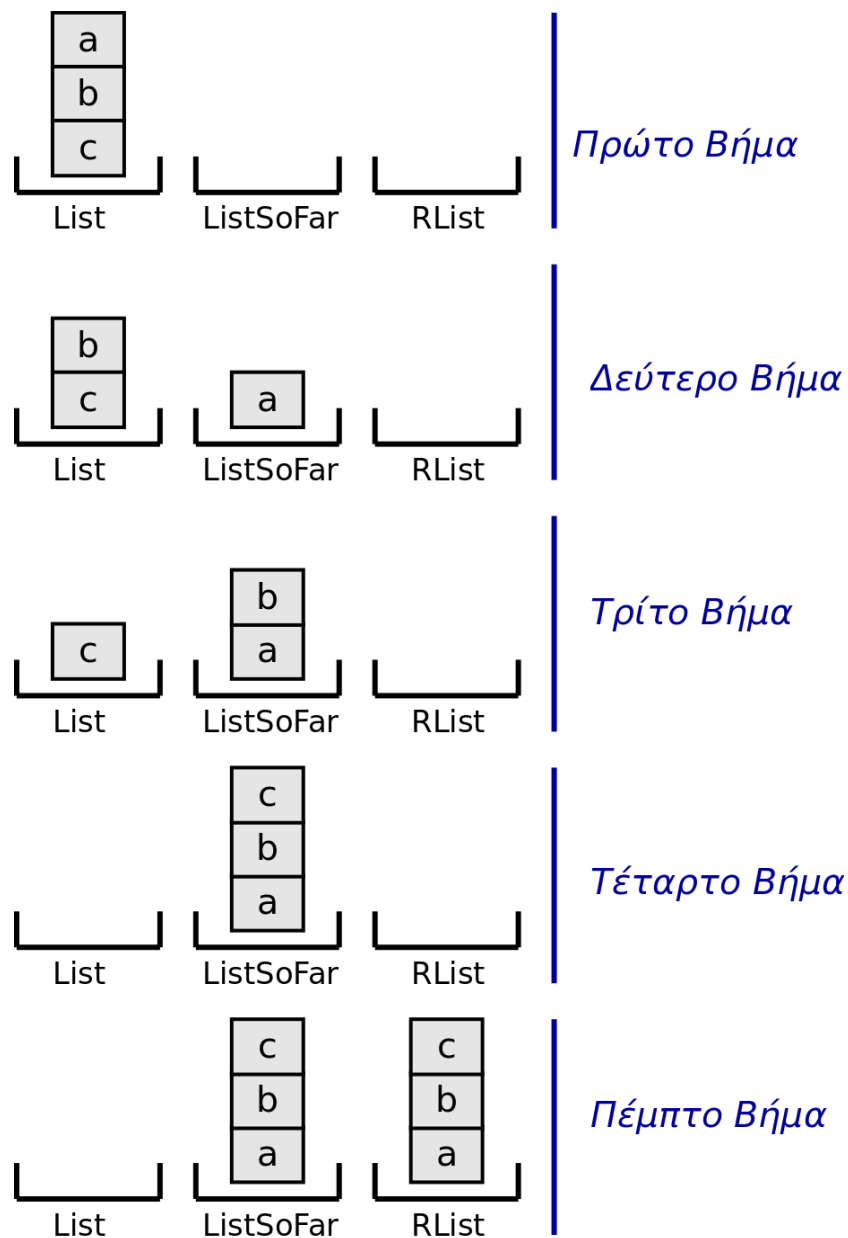 a
b
c
Πρώτο Βήμα
List ListSoFar RList
b
c a
Δεύτερο Βήμα
List ListSoFar RList
b
c a
Τρίτο Βήμα
List ListSoFar RList
c
b
a
Τέταρτο Βήμα
List ListSoFar RList
c c
b b
a a
Πέμπτο Βήμα
List ListSoFar RList